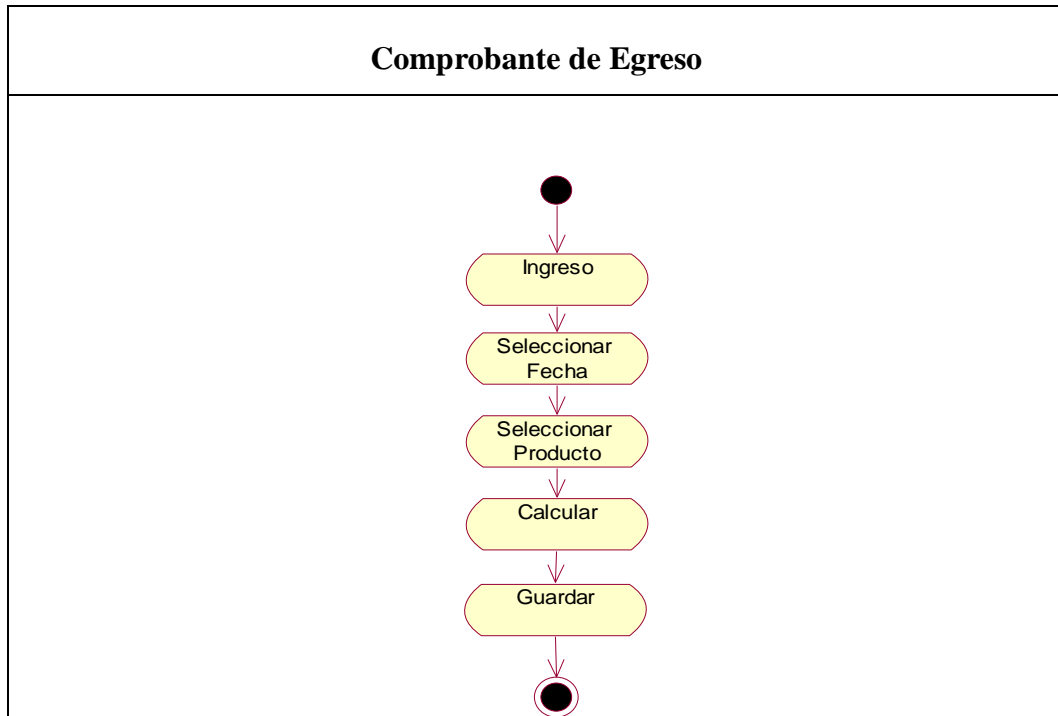 Comprobante de Egreso
Ingreso
Seleccionar
Fecha
Seleccionar
Producto
Calcular
Guardar